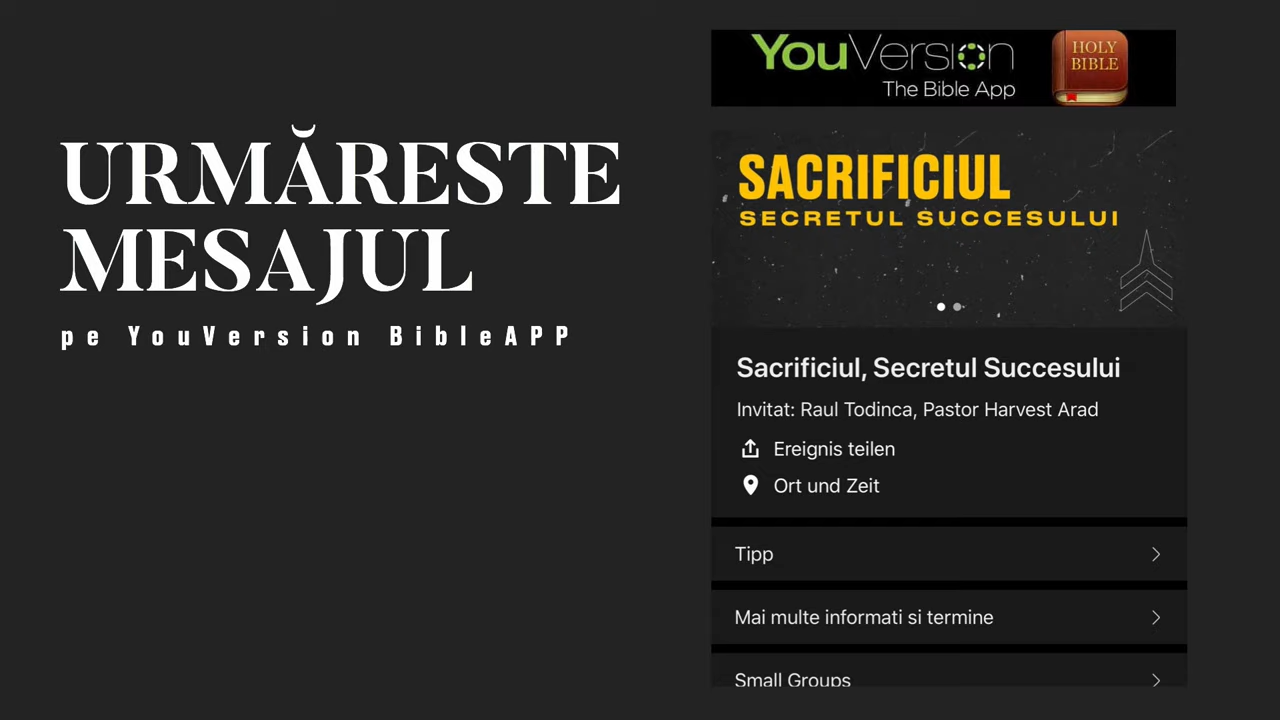 URMĂRESTE
MESAJUL
pe YouVersion BibleAPP
YouVersion
The Bible App
HOLY
BIBLE
SACRIFICIUL
SECRETUL SUCCESULUI
Sacrificiul, Secretul Succesului
Invitat: Raul Todinca, Pastor Harvest Arad
Ereignis teilen
Ort und Zeit
Tipp
Mai multe informati si termine
Small Groups